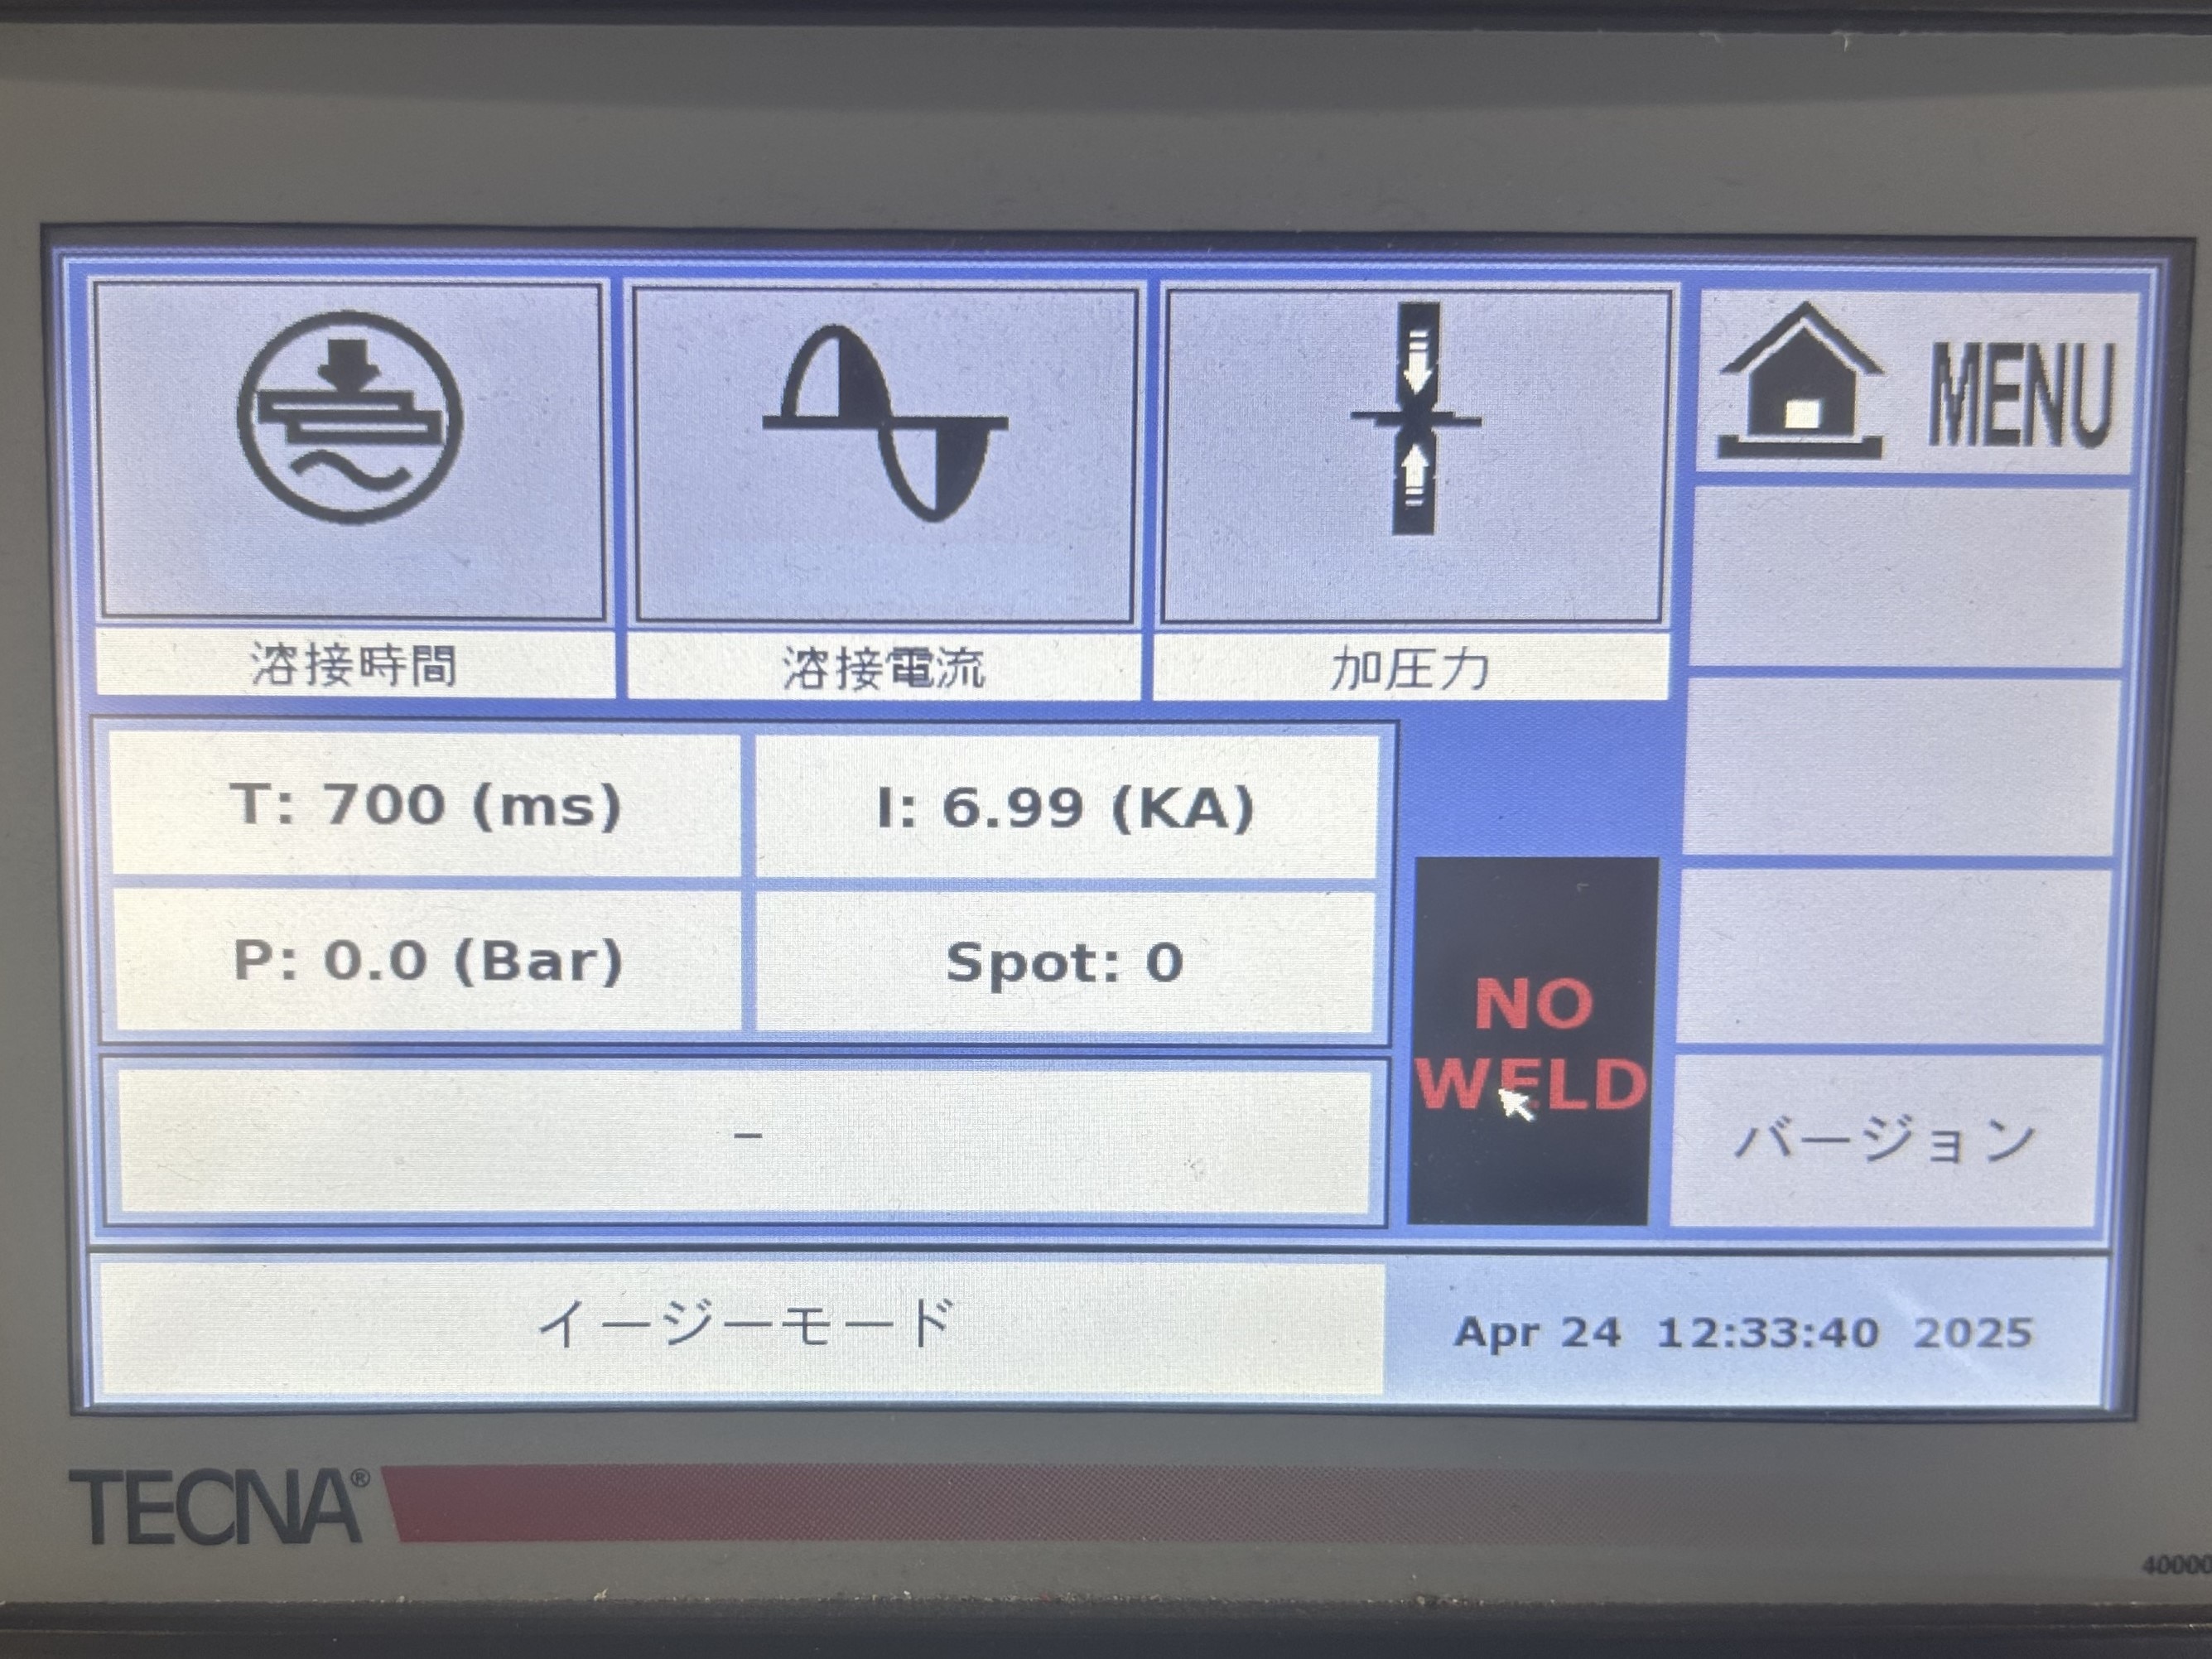 MENU
溶接時間
溶接電流
加圧力
T: 700 (ms)
I: 6.99 (KA)
P: 0.0 (Bar)
Spot: 0
NO
WELD
–
バージョン
イージーモード
Apr 24 12:33:40 2025
TECNA®
40000